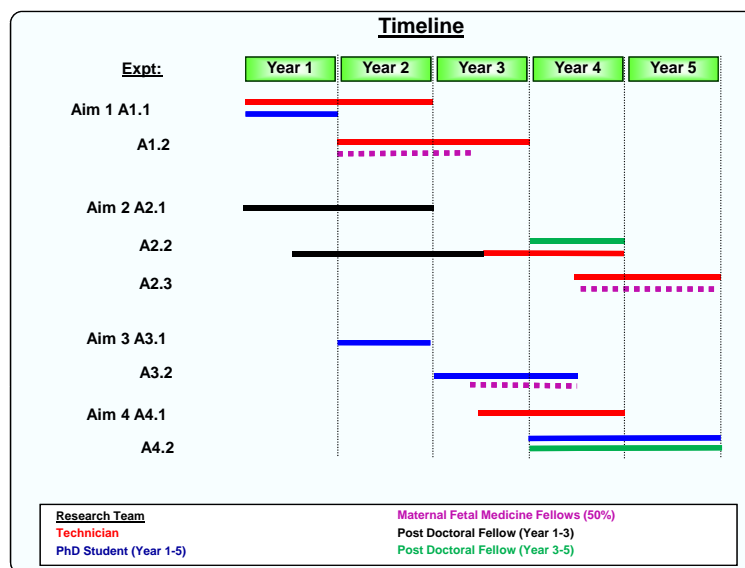 Timeline
Expt: Year 1 Year 2 Year 3 Year 4 Year 5
Aim 1 A1.1
A1.2
Aim 2 A2.1
A2.2
A2.3
Aim 3 A3.1
A3.2
Aim 4 A4.1
A4.2
Research Team
Technician
PhD Student (Year 1-5)
Maternal Fetal Medicine Fellows (50%)
Post Doctoral Fellow (Year 1-3)
Post Doctoral Fellow (Year 3-5)